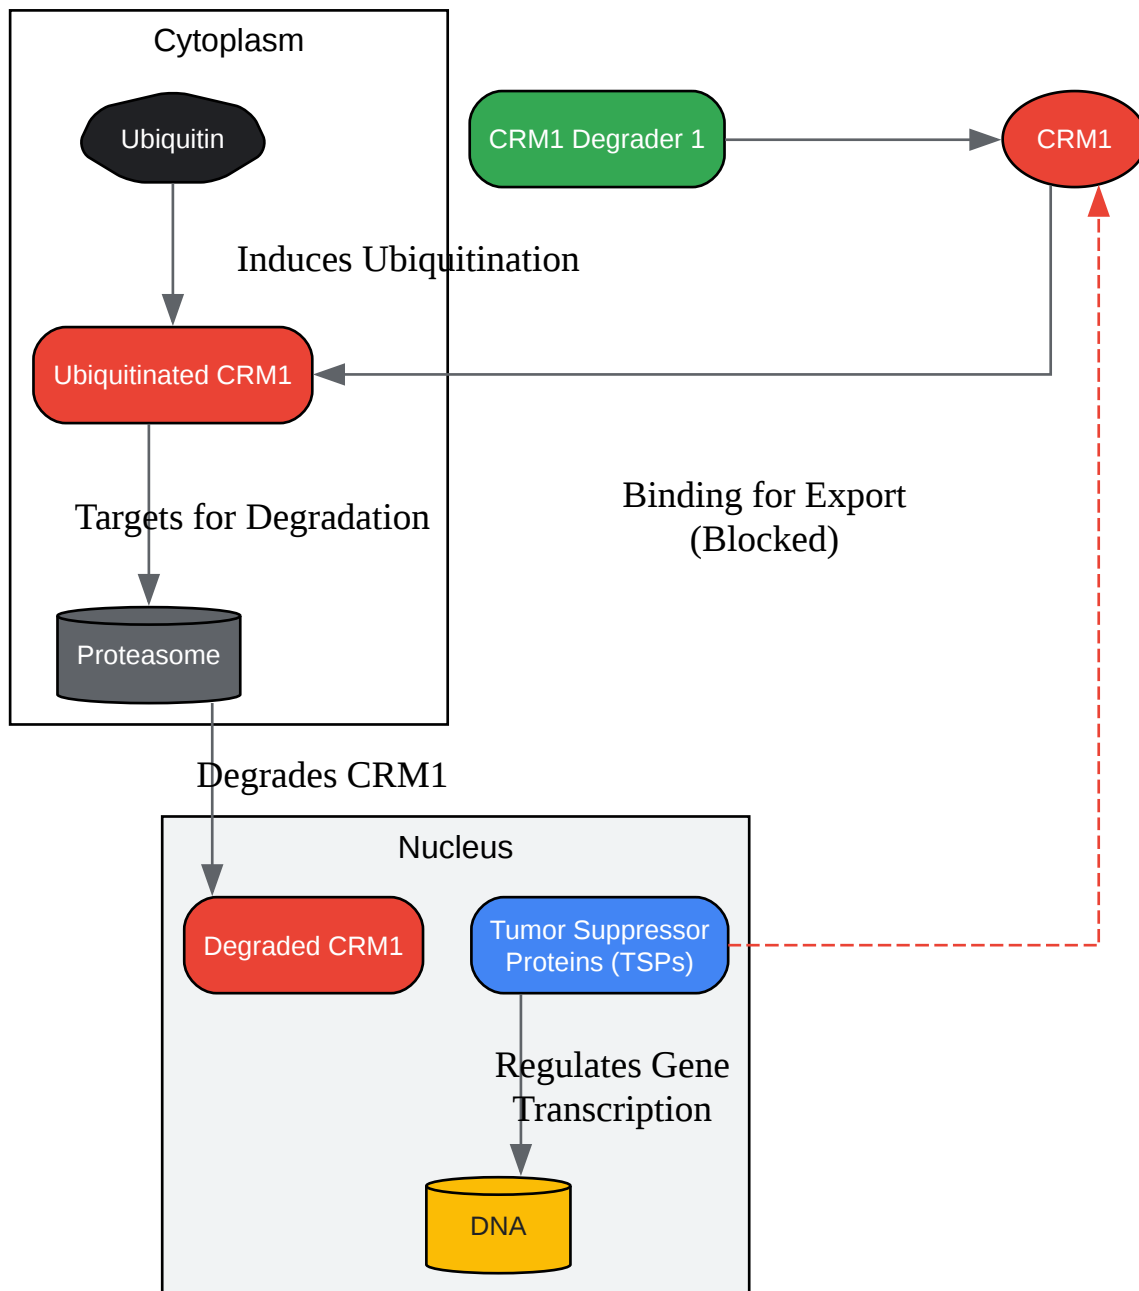 Cytoplasm
Ubiquitin
CRM1 Degrader 1
CRM1
Induces Ubiquitination
Ubiquitinated CRM1
Binding for Export
(Blocked)
Targets for Degradation
Proteasome
Degrades CRM1
Nucleus
Degraded CRM1
Tumor Suppressor
Proteins (TSPs)
Regulates Gene
Transcription
DNA